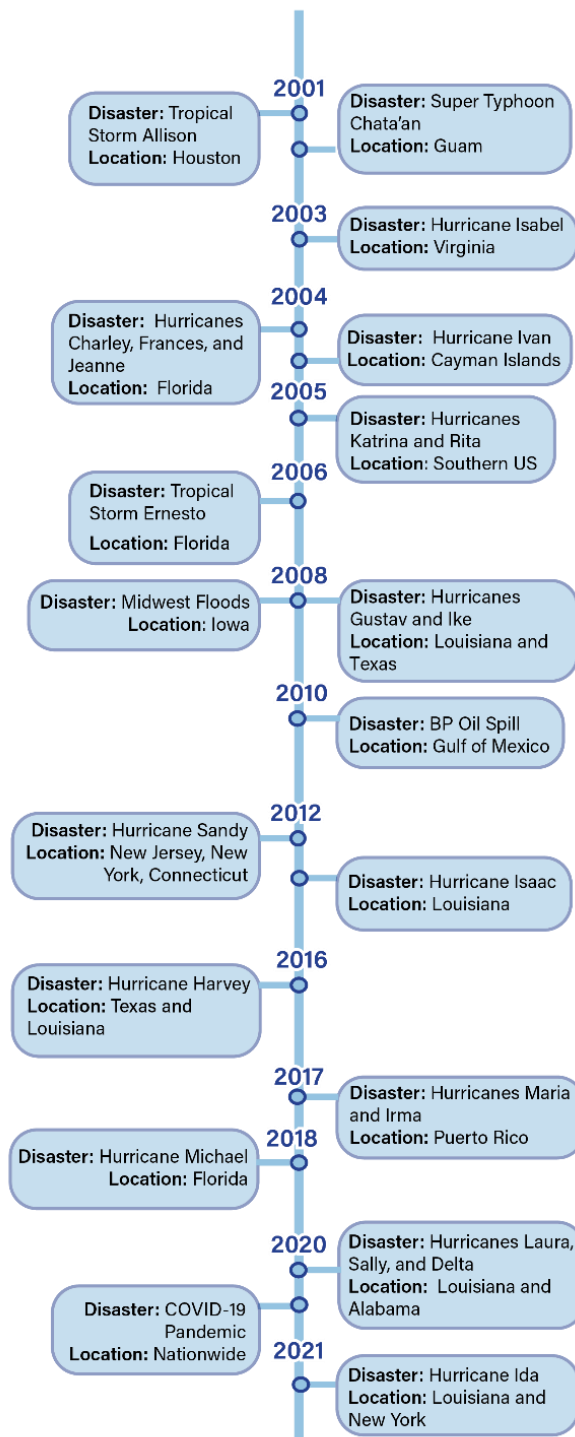 2001
Disaster: Tropical
Storm Allison
Location: Houston
Disaster: Super Typhoon
Chata'an
Location: Guam
2003
Disaster: Hurricane Isabel
Location: Virginia
2004
Disaster: Hurricanes
Charley, Frances, and
Jeanne
Location: Florida
Disaster: Hurricane Ivan
Location: Cayman Islands
2005
Disaster: Hurricanes
Katrina and Rita
Location: Southern US
2006
Disaster: Tropical
Storm Ernesto
Location: Florida
2008
Disaster: Midwest Floods
Location: Iowa
Disaster: Hurricanes
Gustav and Ike
Location: Louisiana and
Texas
2010
Disaster: BP Oil Spill
Location: Gulf of Mexico
2012
Disaster: Hurricane Sandy
Location: New Jersey, New
York, Connecticut
Disaster: Hurricane Isaac
Location: Louisiana
2016
Disaster: Hurricane Harvey
Location: Texas and
Louisiana
2017
Disaster: Hurricanes Maria
and Irma
Location: Puerto Rico
2018
Disaster: Hurricane Michael
Location: Florida
2020
Disaster: Hurricanes Laura,
Sally, and Delta
Location: Louisiana and
Alabama
Disaster: COVID-19
Pandemic
Location: Nationwide
2021
Disaster: Hurricane Ida
Location: Louisiana and
New York